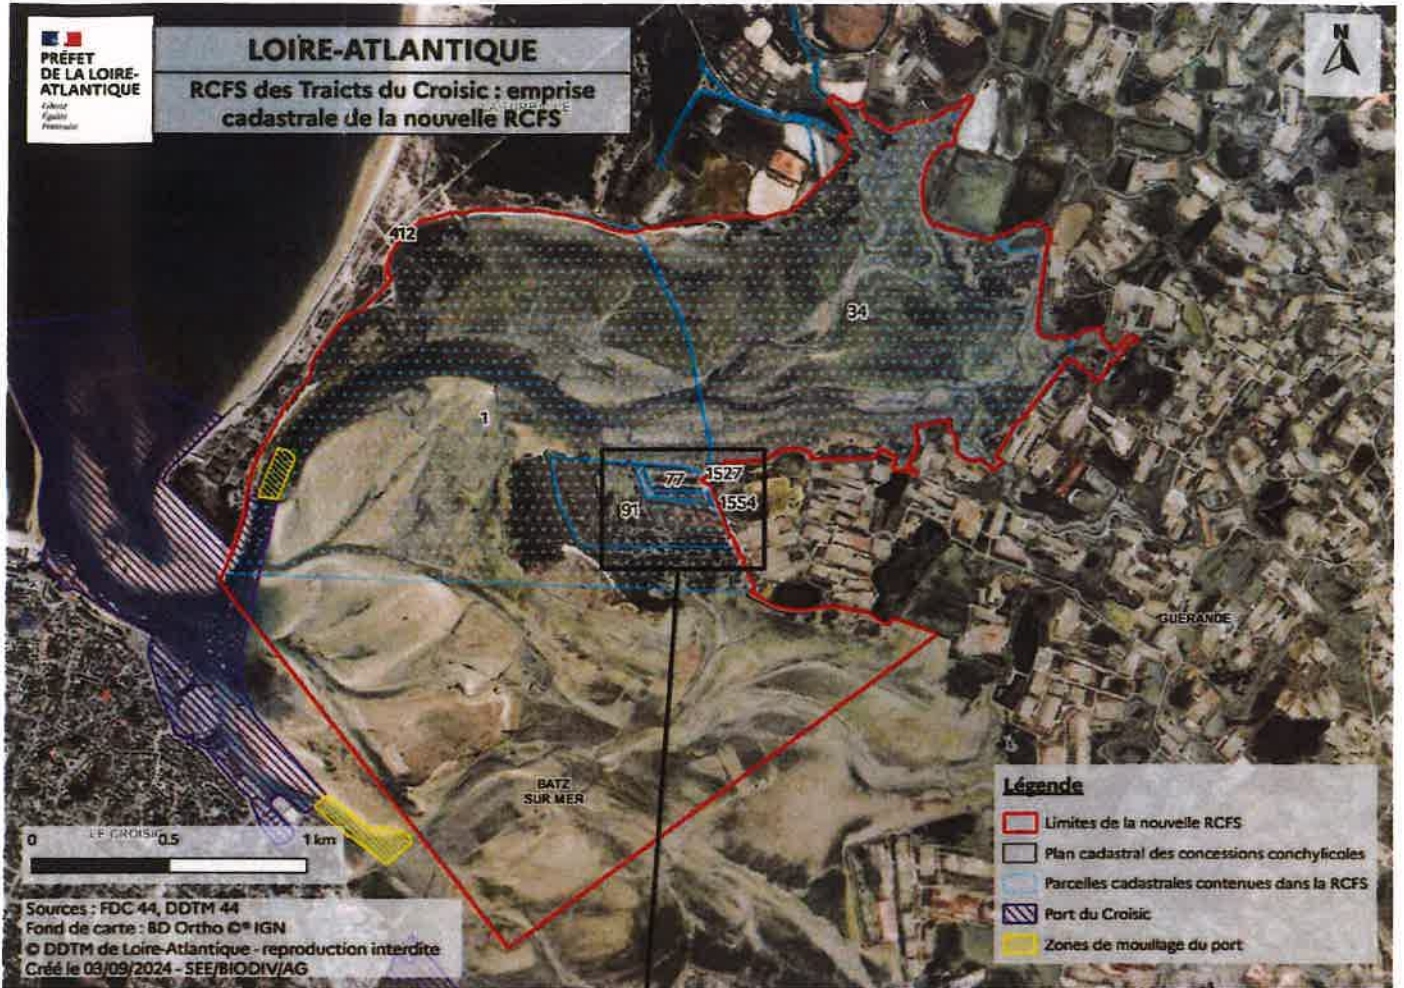 PRÉFET
DE LA LOIRE-
ATLANTIQUE
Liberté
Égalité
Fraternité
LOIRE-ATLANTIQUE
RCFS des Traicts du Croisic : emprise
cadastrale de la nouvelle RCFS
N
412
34
1
77
1527
91
1554
GUÉRANDE
BATZ
SUR MER
LE CROISIC
0 0.5 1 km
Sources : FDC 44, DDTM 44
Fond de carte : BD Ortho ©® IGN
© DDTM de Loire-Atlantique - reproduction interdite
Créé le 03/09/2024 - SEE/BIODIV/AG
Légende
Limites de la nouvelle RCFS
Plan cadastral des concessions conchylicoles
Parcelles cadastrales contenues dans la RCFS
Port du Croisic
Zones de mouillage du port